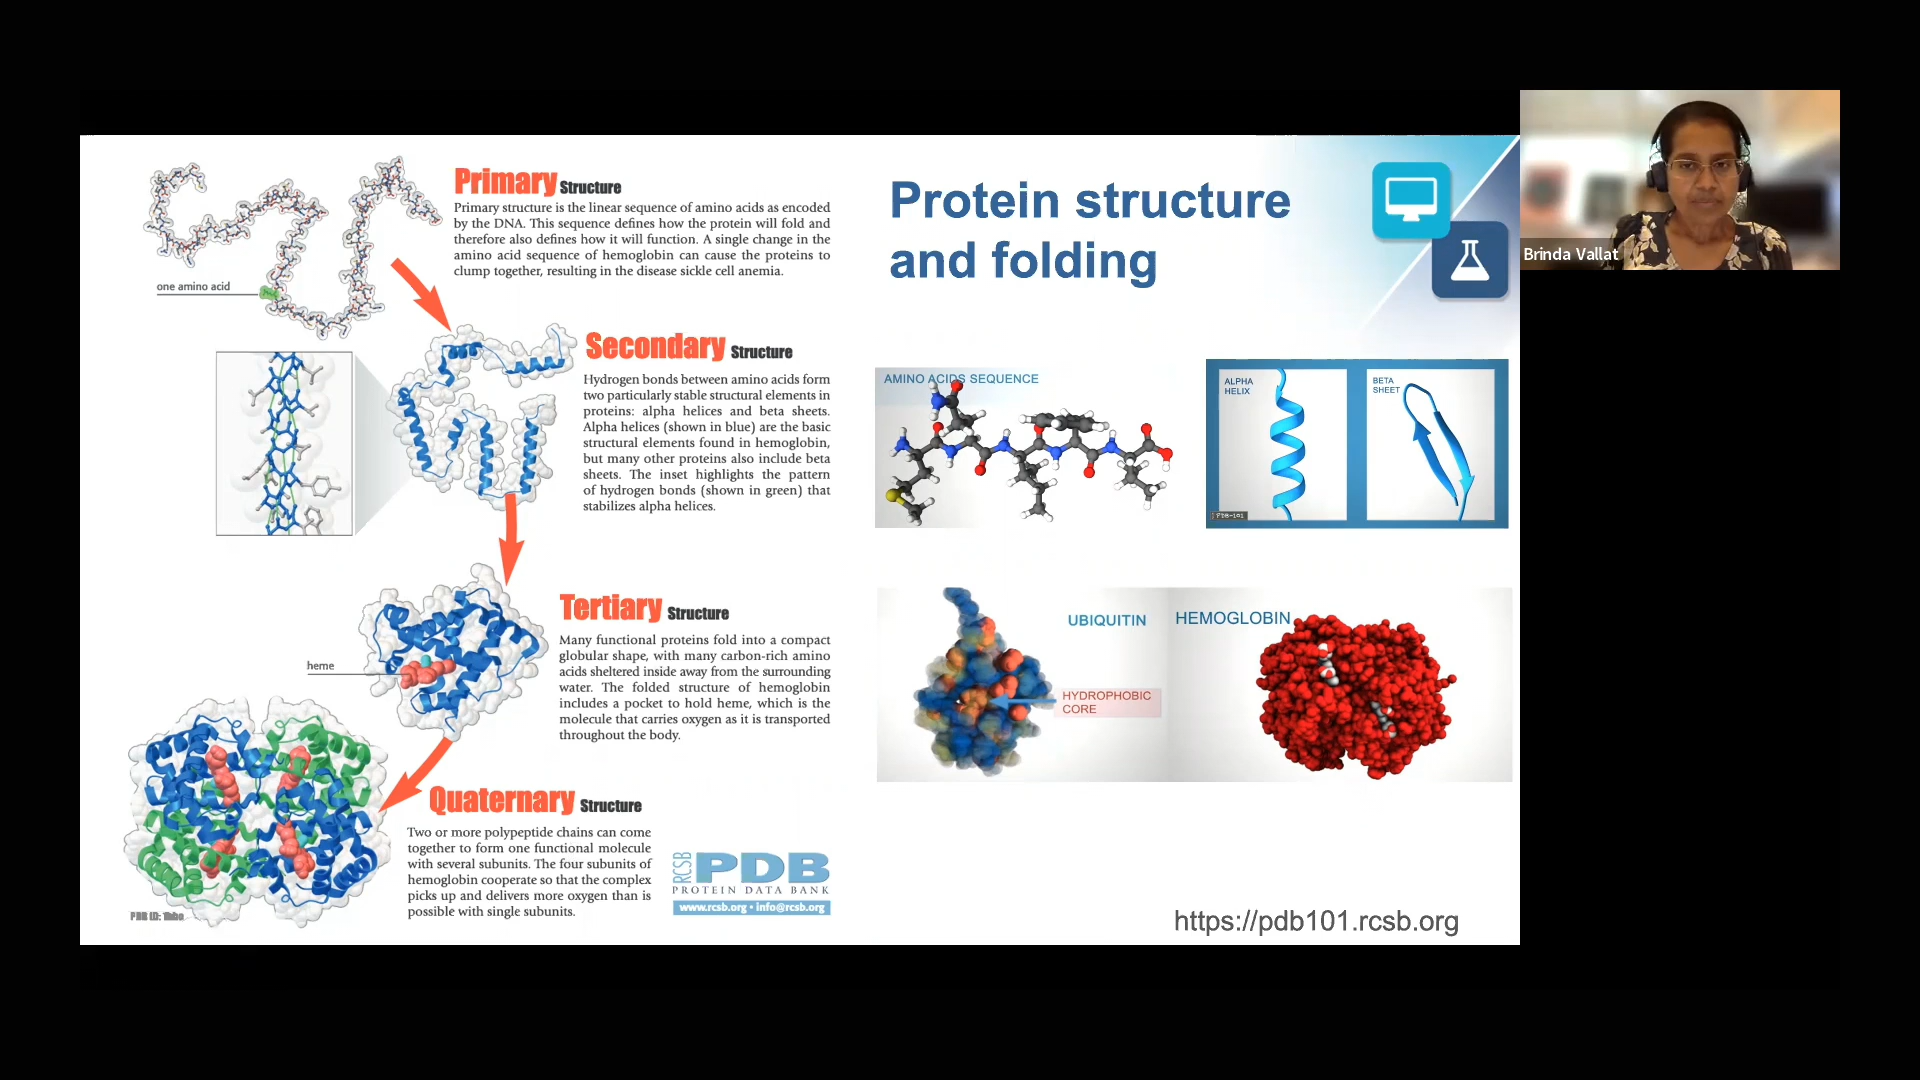 Primary Structure
Primary structure is the linear sequence of amino acids as encoded
by the DNA. This sequence defines how the protein will fold and
therefore also defines how it will function. A single change in the
amino acid sequence of hemoglobin can cause the proteins to
clump together, resulting in the disease sickle cell anemia.
one amino acid
Secondary Structure
Hydrogen bonds between amino acids form
two particularly stable structural elements in
proteins: alpha helices and beta sheets.
Alpha helices (shown in blue) are the basic
structural elements found in hemoglobin,
but many other proteins also include beta
sheets. The inset highlights the pattern
of hydrogen bonds (shown in green) that
stabilizes alpha helices.
Tertiary Structure
Many functional proteins fold into a compact
globular shape, with many carbon-rich amino
acids sheltered inside away from the surrounding
water. The folded structure of hemoglobin
includes a pocket to hold heme, which is the
molecule that carries oxygen as it is transported
throughout the body.
heme
Quaternary Structure
Two or more polypeptide chains can come
together to form one functional molecule
with several subunits. The four subunits of
hemoglobin cooperate so that the complex
picks up and delivers more oxygen than is
possible with single subunits.
PDB ID:
RCSB
PDB
PROTEIN DATA BANK
www.rcsb.org • info@rcsb.org
Protein structure
and folding
AMINO ACIDS SEQUENCE
ALPHA
HELIX
PDB-101
BETA
SHEET
UBIQUITIN
HYDROPHOBIC
CORE
HEMOGLOBIN
https://pdb101.rcsb.org
Brinda Vallat